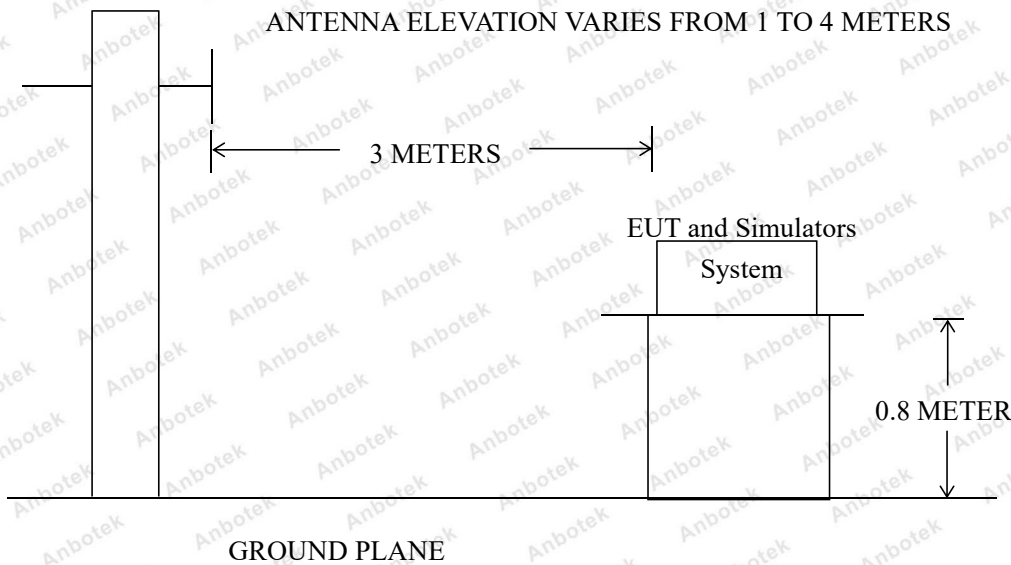 ANTENNA ELEVATION VARIES FROM 1 TO 4 METERS
3 METERS
EUT and Simulators
System
0.8 METER
GROUND PLANE
Anbotek